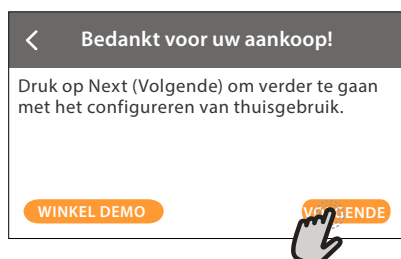 Bedankt voor uw aankoop!
Druk op Next (Volgende) om verder te gaan
met het configureren van thuisgebruik.
WINKEL DEMO
VOLGENDE